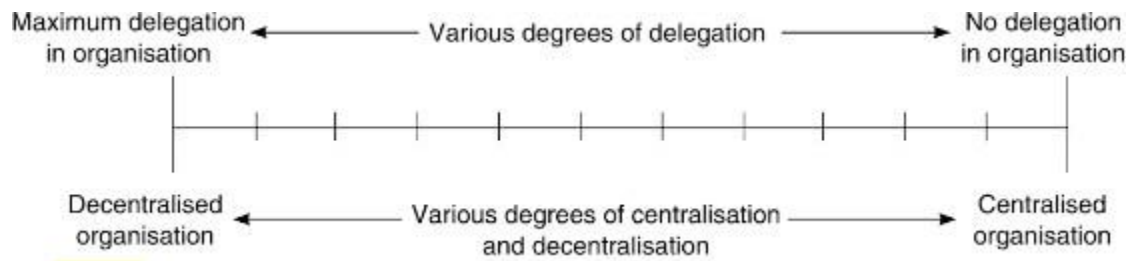 Maximum delegation
in organisation
Various degrees of delegation
No delegation
in organisation
Decentralised
organisation
Various degrees of centralisation
and decentralisation
Centralised
organisation